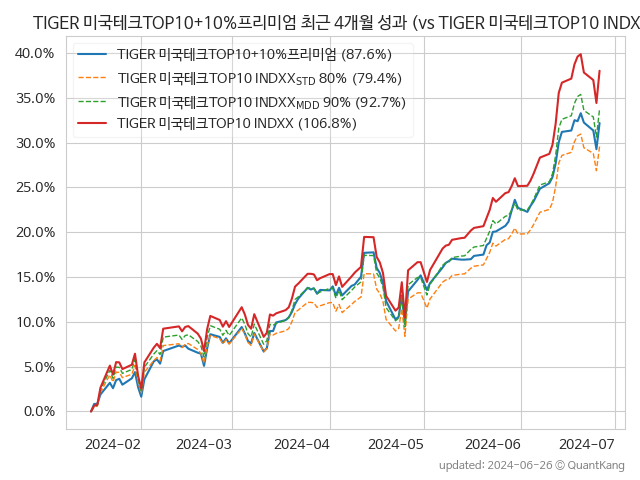 TIGER 미국테크TOP10+10%프리미엄 최근 4개월 성과 (vs TIGER 미국테크TOP10 INDX
TIGER 미국테크TOP10+10%프리미엄 (87.6%)
TIGER 미국테크TOP10 INDXX_STD 80% (79.4%)
TIGER 미국테크TOP10 INDXX_MDD 90% (92.7%)
TIGER 미국테크TOP10 INDXX (106.8%)
40.0%
35.0%
30.0%
25.0%
20.0%
15.0%
10.0%
5.0%
0.0%
2024-02 2024-03 2024-04 2024-05 2024-06 2024-07
updated: 2024-06-26 © QuantKang